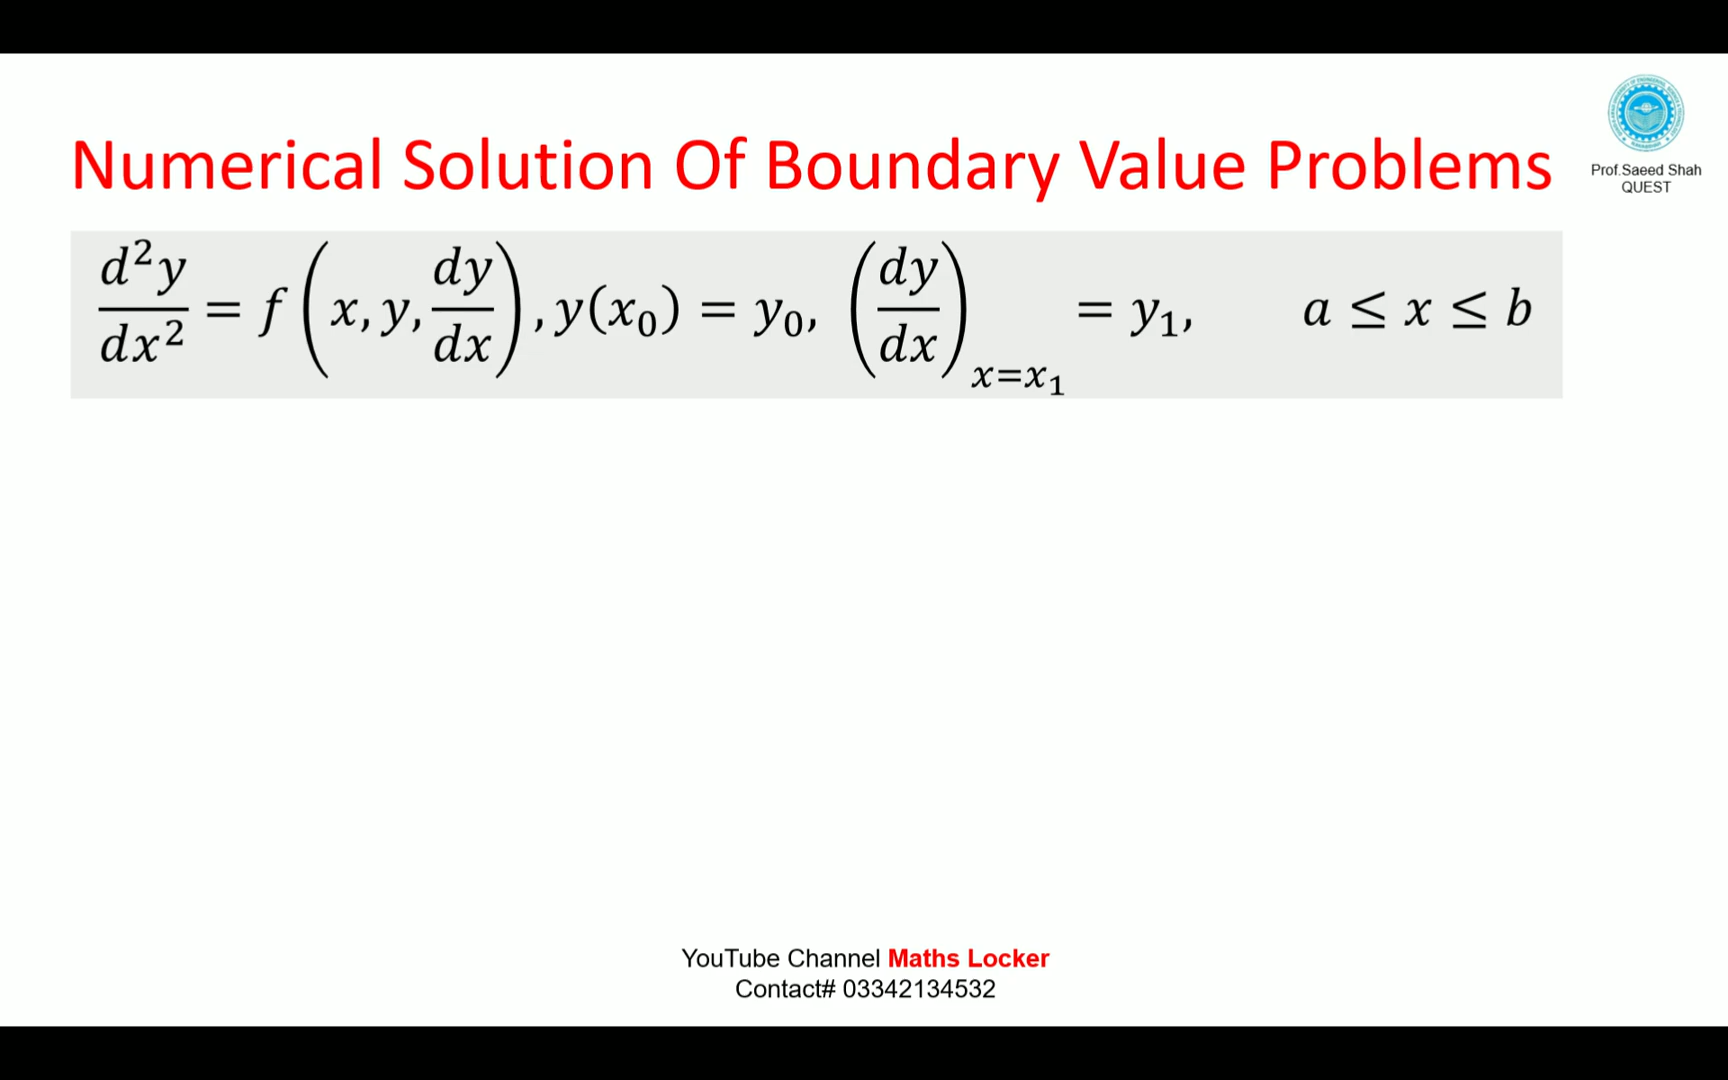 Numerical Solution Of Boundary Value Problems
Prof.Saeed Shah
QUEST
d²y/dx² = f(x, y, dy/dx), y(x₀) = y₀, (dy/dx)ₓ₌ₓ₁ = y₁, a ≤ x ≤ b
YouTube Channel Maths Locker
Contact# 03342134532